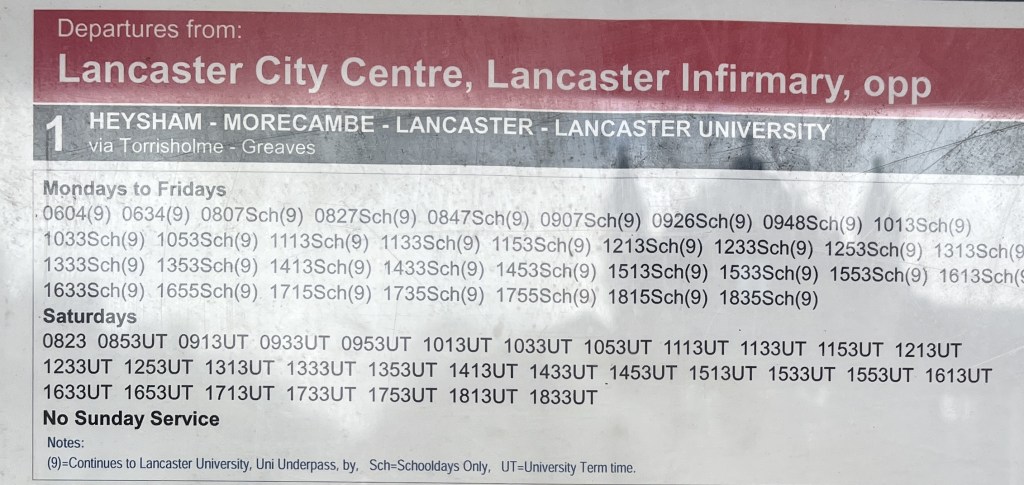 Departures from:
Lancaster City Centre, Lancaster Infirmary, opp
1 HEYSHAM - MORECAMBE - LANCASTER - LANCASTER UNIVERSITY
via Torrisholme - Greaves
Mondays to Fridays
0604(9) 0634(9) 0807Sch(9) 0827Sch(9) 0847Sch(9) 0907Sch(9) 0926Sch(9) 0948Sch(9) 1013Sch(9)
1033Sch(9) 1053Sch(9) 1113Sch(9) 1133Sch(9) 1153Sch(9) 1213Sch(9) 1233Sch(9) 1253Sch(9) 1313Sch(9
1333Sch(9) 1353Sch(9) 1413Sch(9) 1433Sch(9) 1453Sch(9) 1513Sch(9) 1533Sch(9) 1553Sch(9) 1613Sch(9
1633Sch(9) 1655Sch(9) 1715Sch(9) 1735Sch(9) 1755Sch(9) 1815Sch(9) 1835Sch(9)
Saturdays
0823 0853UT 0913UT 0933UT 0953UT 1013UT 1033UT 1053UT 1113UT 1133UT 1153UT 1213UT
1233UT 1253UT 1313UT 1333UT 1353UT 1413UT 1433UT 1453UT 1513UT 1533UT 1553UT 1613UT
1633UT 1653UT 1713UT 1733UT 1753UT 1813UT 1833UT
No Sunday Service
Notes:
(9)=Continues to Lancaster University, Uni Underpass, by, Sch=Schooldays Only, UT=University Term time.